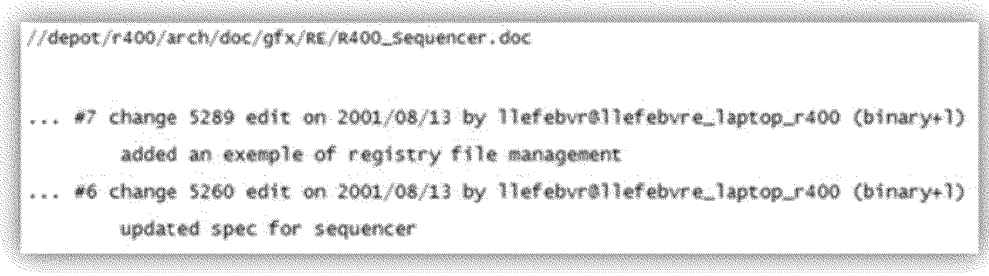 //depot/r400/arch/doc/gfx/RE/R400_Sequencer.doc
... #7 change 5289 edit on 2001/08/13 by llefebvr@llefebvre_laptop_r400 (binary+l)
added an exemple of registry file management
... #6 change 5260 edit on 2001/08/13 by llefebvr@llefebvre_laptop_r400 (binary+l)
updated spec for sequencer